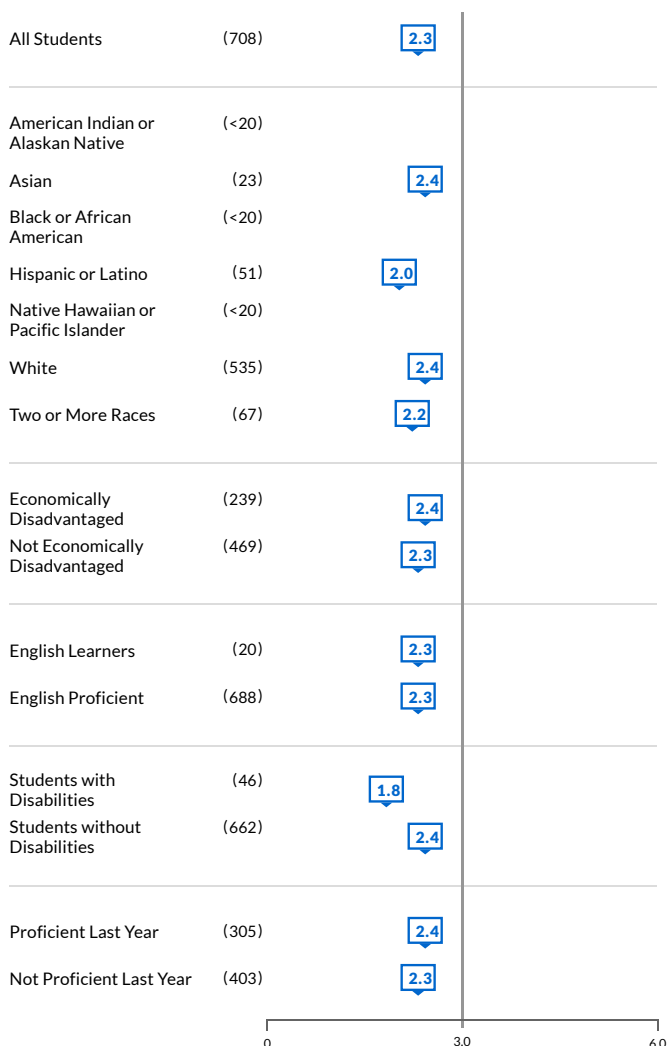 All Students (708) 2.3
American Indian or (<20)
Alaskan Native
Asian (23) 2.4
Black or African (<20)
American
Hispanic or Latino (51) 2.0
Native Hawaiian or (<20)
Pacific Islander
White (535) 2.4
Two or More Races (67) 2.2
Economically (239) 2.4
Disadvantaged
Not Economically (469) 2.3
Disadvantaged
English Learners (20) 2.3
English Proficient (688) 2.3
Students with (46) 1.8
Disabilities
Students without (662) 2.4
Disabilities
Proficient Last Year (305) 2.4
Not Proficient Last Year (403) 2.3
0 3.0 6.0